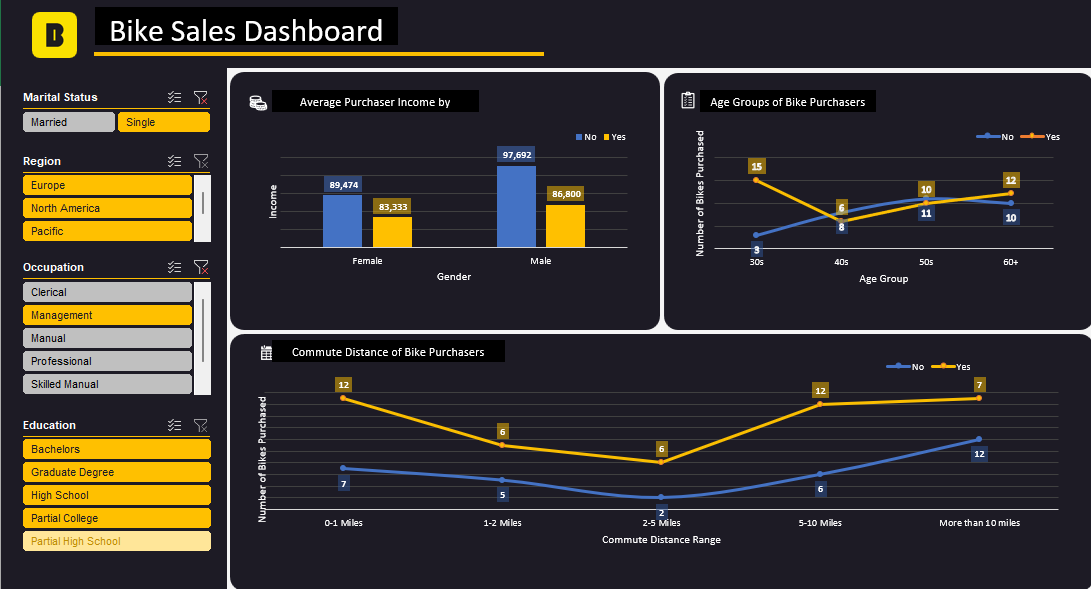 B
Bike Sales Dashboard
Marital Status
Married
Single
Region
Europe
North America
Pacific
Occupation
Clerical
Management
Manual
Professional
Skilled Manual
Education
Bachelors
Graduate Degree
High School
Partial College
Partial High School
Average Purchaser Income by
No Yes
Income
89,474
83,333
97,692
86,800
Female
Male
Gender
Age Groups of Bike Purchasers
No Yes
Number of Bikes Purchased
15
6
10
12
3
8
11
10
30s
40s
50s
60+
Age Group
Commute Distance of Bike Purchasers
No Yes
Number of Bikes Purchased
12
6
6
12
7
7
5
2
6
12
0-1 Miles
1-2 Miles
2-5 Miles
5-10 Miles
More than 10 miles
Commute Distance Range